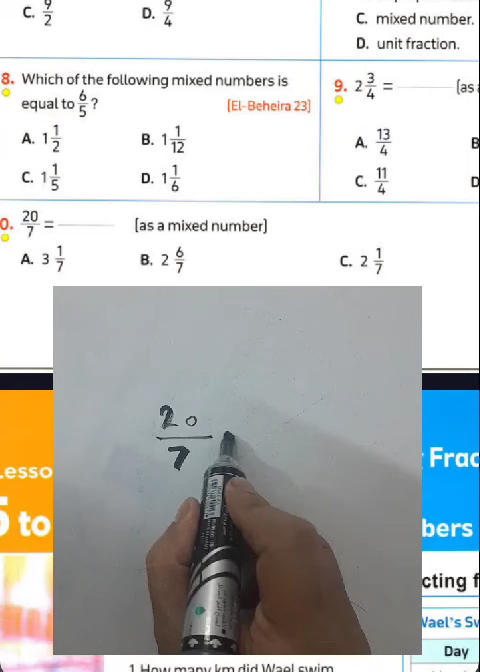 C. 9/2
D. 9/4
C. mixed number.
D. unit fraction.
8. Which of the following mixed numbers is
equal to 6/5 ?
[El-Beheira 23]
A. 1 1/2
B. 1 1/12
C. 1 1/5
D. 1 1/6
9. 2 3/4 =
(as
A. 13/4
B
C. 11/4
D
0. 20/7 =
(as a mixed number)
A. 3 1/7
B. 2 6/7
C. 2 1/7
20
7
esso
to
Frac
bers
cting f
Wael's Sw
Day
1 How many km did Wael swim